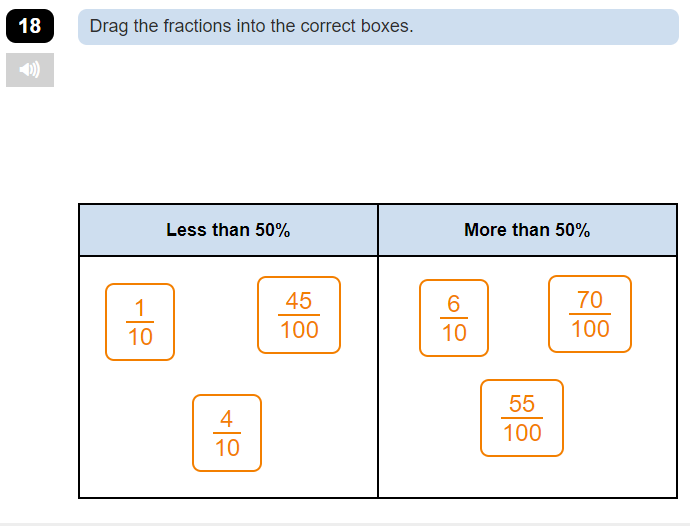 18
Drag the fractions into the correct boxes.
Less than 50% More than 50%
1/10 45/100 6/10 70/100
4/10 55/100